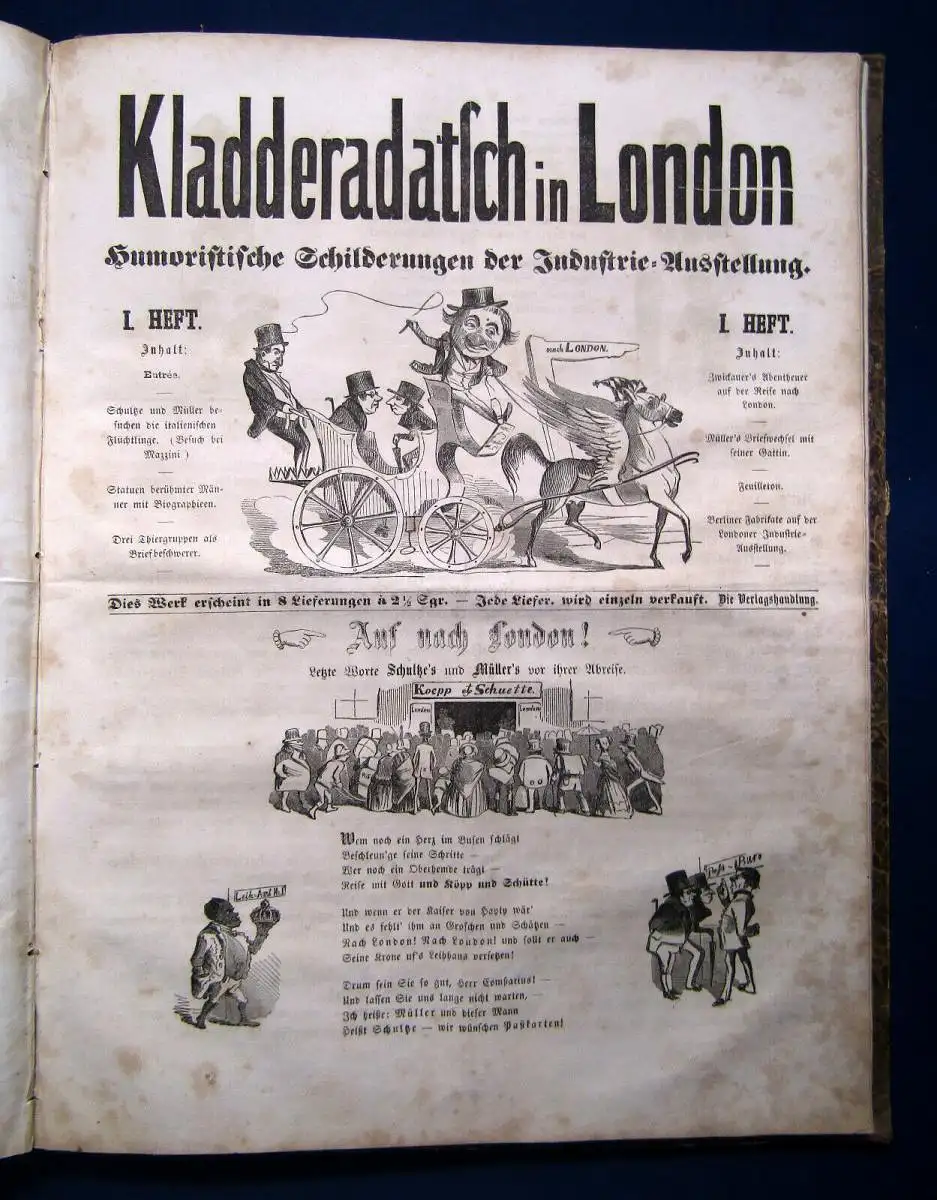 Kladderadatſch in London
Humoriſtiſche Schilderungen der Induſtrie-Ausſtellung.
I. HEFT.
Inhalt:
Entrée.
Schultze und Müller be-
ſuchen die italieniſchen
Flüchtlinge. (Beſuch bei
Mazzini)
Statuen berühmter Män-
ner mit Biographieen.
Drei Thiergruppen als
Briefbeſchwerer.
nach LONDON.
I. HEFT.
Inhalt:
Zwickauer's Abentheuer
auf der Reiſe nach
London.
Müller's Briefwechſel mit
ſeiner Gattin.
Feuilleton.
Berliner Fabrikate auf der
Londoner Induſtrie-
Ausſtellung.
Dies Werk erſcheint in 8 Lieferungen à 2½ Sgr. — Jede Liefer. wird einzeln verkauft. Die Verlagshandlung.
Auf nach London!
Letzte Worte Schultze's und Müller's vor ihrer Abreiſe.
Koepp & Schuette.
London
London
Wem noch ein Herz im Buſen ſchlägt
Beſchleun'ge ſeine Schritte —
Wer noch ein Oberhemde trägt —
Reiſe mit Gott und Köpp und Schütte!
Und wenn er der Kaiſer von Hayty wär'
Und es fehlt' ihm an Groſchen und Schätzen —
Nach London! Nach London! und ſollt er auch —
Seine Krone uf's Leihhaus verſetzen!
Drum ſein Sie ſo gut, Herr Comſſarius! —
Und laſſen Sie uns lange nicht warten, —
Ich heiße: Müller und dieſer Mann
Heißt Schultze — wir wünſchen Paßkarten!
Leih-Amt
Paß-Büro